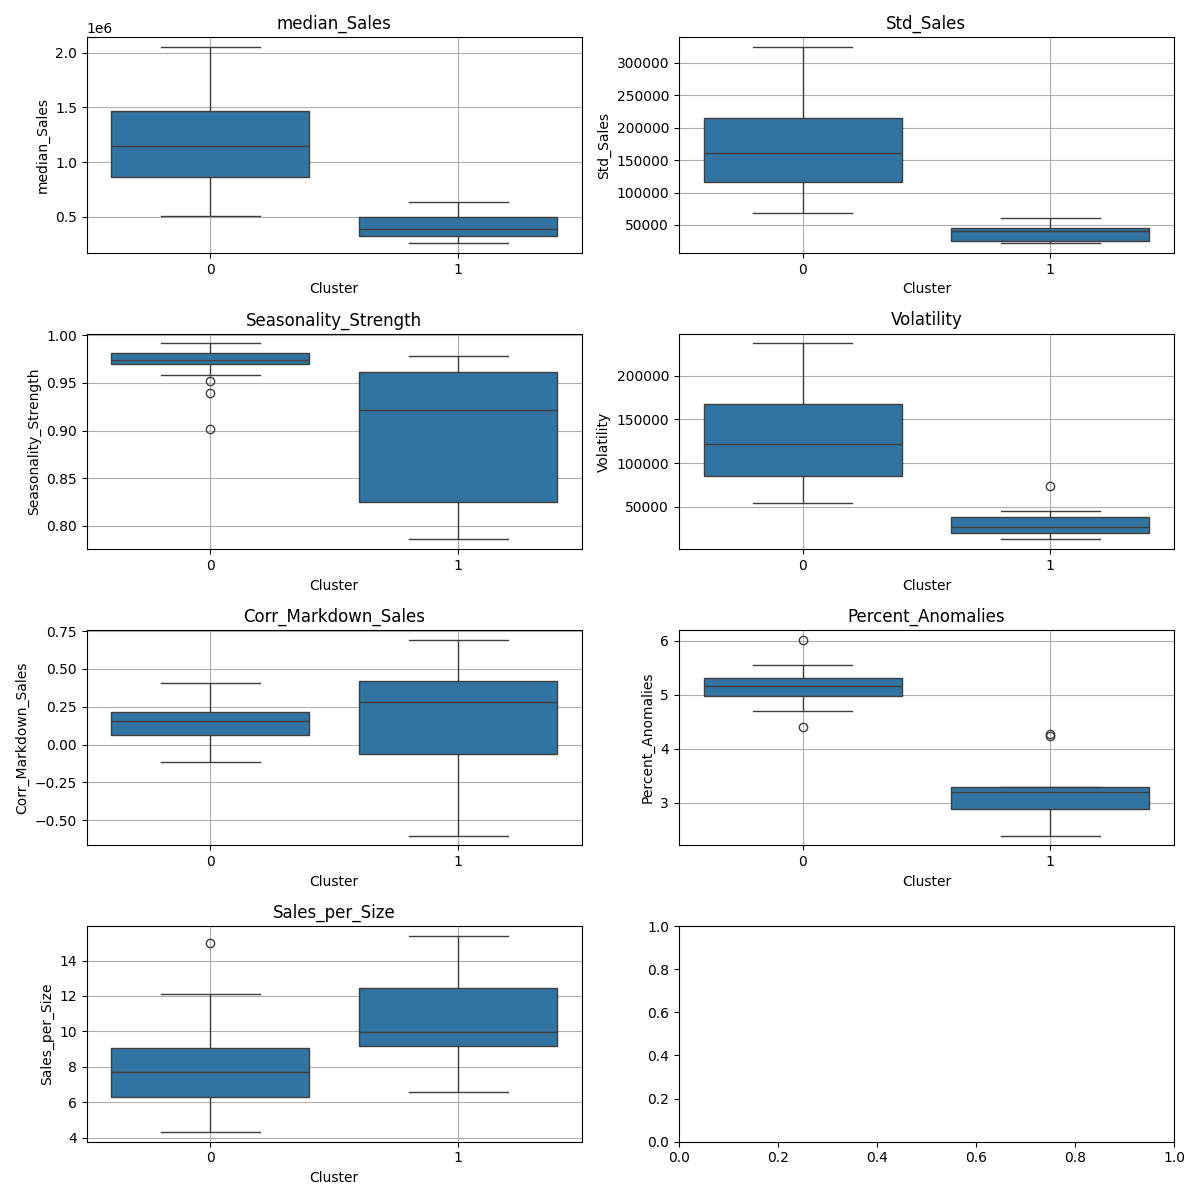 median_Sales
1e6
2.0
1.5
1.0
0.5
median_Sales
0
1
Cluster
Std_Sales
300000
250000
200000
150000
100000
50000
Std_Sales
0
1
Cluster
Seasonality_Strength
1.00
0.95
0.90
0.85
0.80
Seasonality_Strength
0
1
Cluster
Volatility
200000
150000
100000
50000
Volatility
0
1
Cluster
Corr_Markdown_Sales
0.75
0.50
0.25
0.00
−0.25
−0.50
Corr_Markdown_Sales
0
1
Cluster
Percent_Anomalies
6
5
4
3
Percent_Anomalies
0
1
Cluster
Sales_per_Size
14
12
10
8
6
4
Sales_per_Size
0
1
Cluster
1.0
0.8
0.6
0.4
0.2
0.0
0.0
0.2
0.4
0.6
0.8
1.0